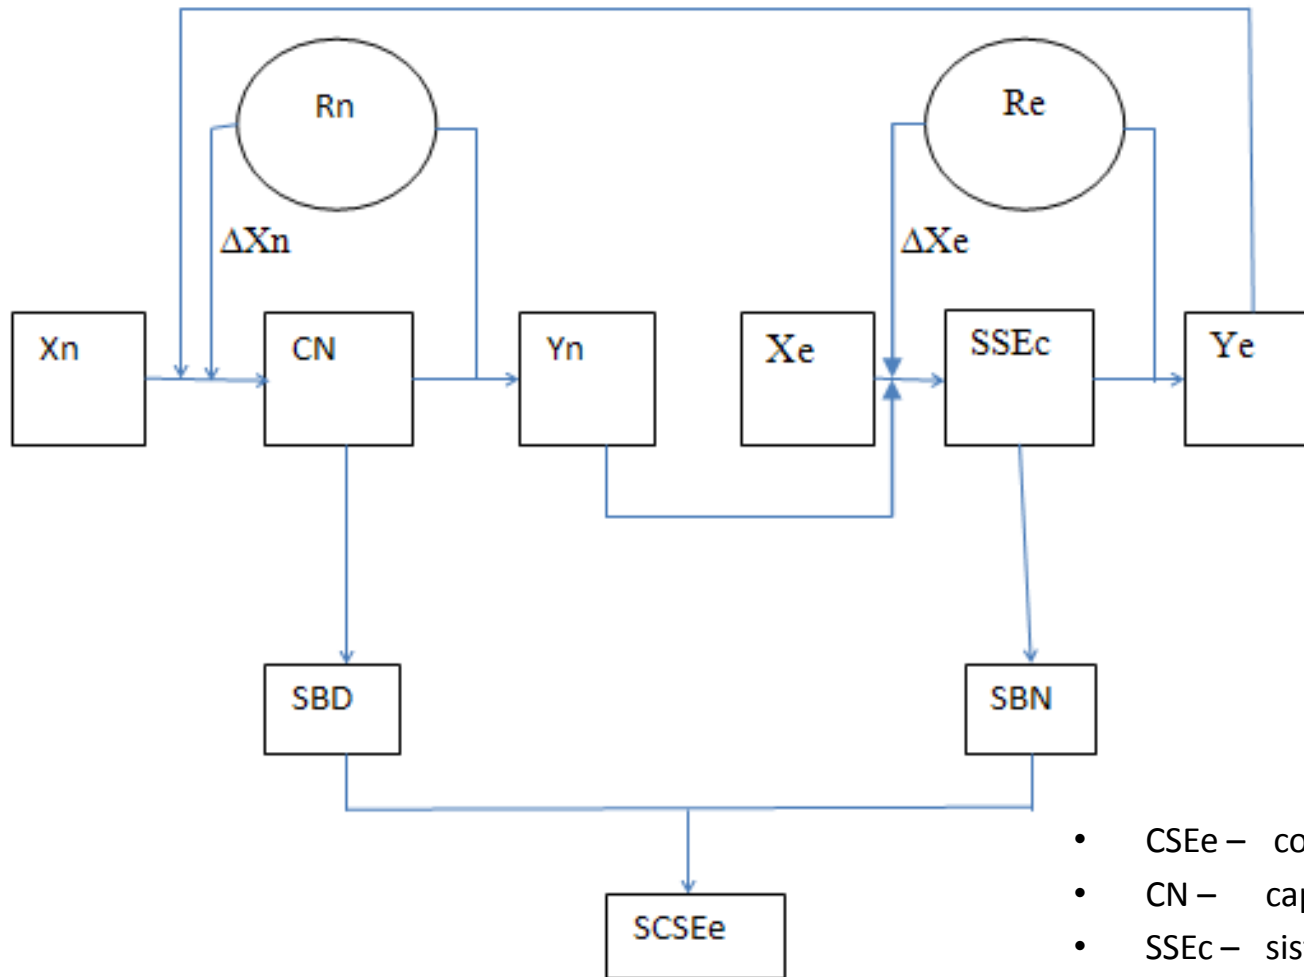 Rn
Re
ΔXn
ΔXe
Xn
CN
Yn
Xe
SSEc
Ye
SBD
SBN
SCSEe
• CSEe –
• CN –
• SSEc –